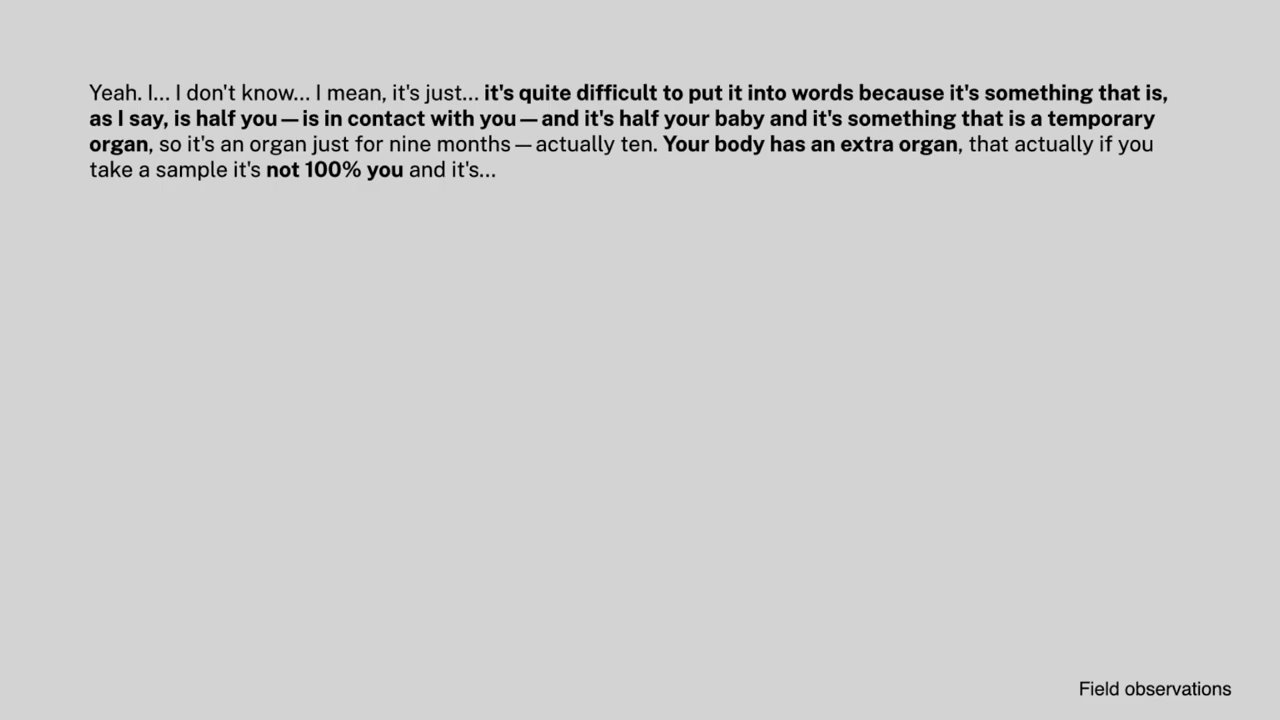 Yeah. I... I don't know... I mean, it's just... it's quite difficult to put it into words because it's something that is,
as I say, is half you — is in contact with you — and it's half your baby and it's something that is a temporary
organ, so it's an organ just for nine months — actually ten. Your body has an extra organ, that actually if you
take a sample it's not 100% you and it's...
Field observations